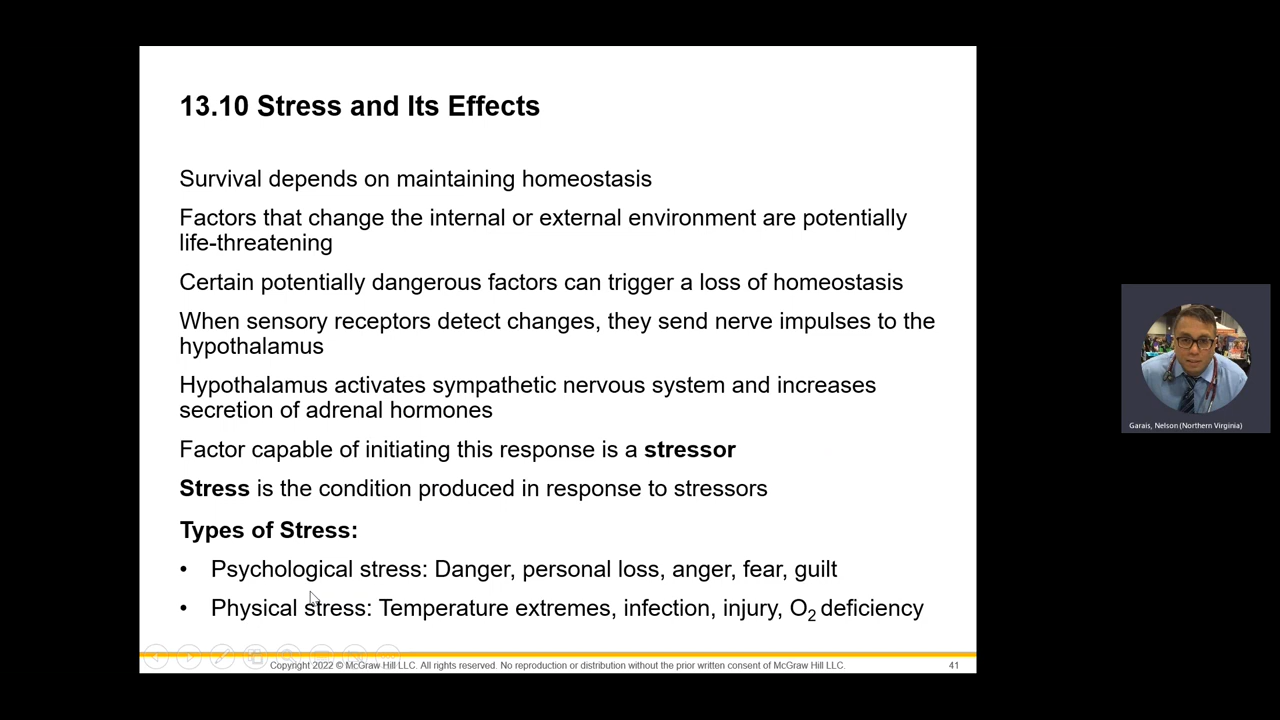 13.10 Stress and Its Effects
Survival depends on maintaining homeostasis
Factors that change the internal or external environment are potentially
life-threatening
Certain potentially dangerous factors can trigger a loss of homeostasis
When sensory receptors detect changes, they send nerve impulses to the
hypothalamus
Hypothalamus activates sympathetic nervous system and increases
secretion of adrenal hormones
Factor capable of initiating this response is a stressor
Stress is the condition produced in response to stressors
Types of Stress:
• Psychological stress: Danger, personal loss, anger, fear, guilt
• Physical stress: Temperature extremes, infection, injury, O2 deficiency
Copyright 2022 © McGraw Hill LLC. All rights reserved. No reproduction or distribution without the prior written consent of McGraw Hill LLC.
41
Garais, Nelson (Northern Virginia)